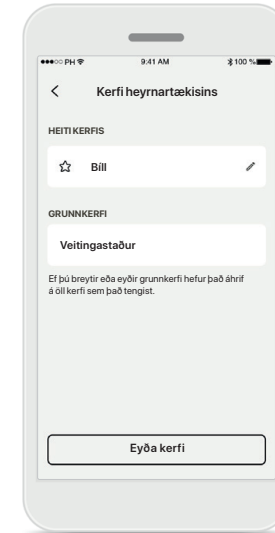 ●●●○○ PH 9:41 AM 100 %
Kerfi heyrnartækisins
HEITI KERFIS
Bíll
GRUNNKERFI
Veitingastaður
Ef þú breytir eða eyðir grunnkerfi hefur það áhrif
á öll kerfi sem það tengist.
Eyða kerfi